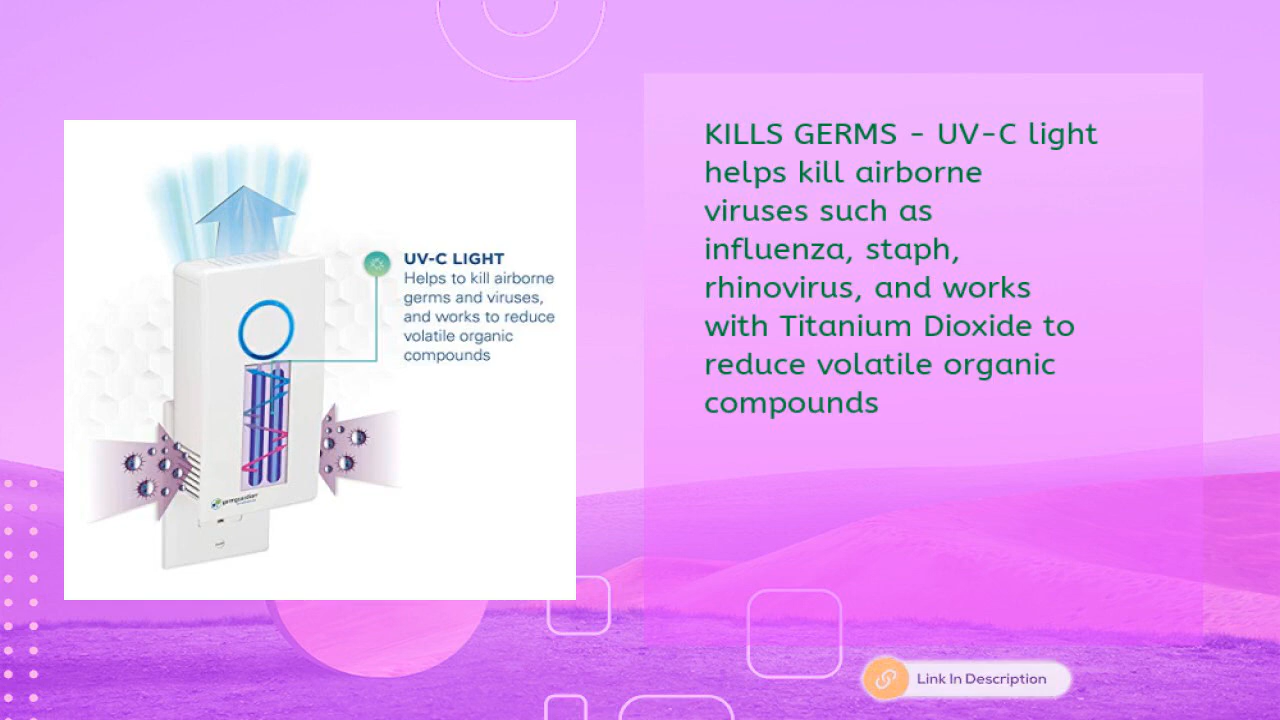 UV-C LIGHT
Helps to kill airborne
germs and viruses,
and works to reduce
volatile organic
compounds
germguardian
KILLS GERMS - UV-C light
helps kill airborne
viruses such as
influenza, staph,
rhinovirus, and works
with Titanium Dioxide to
reduce volatile organic
compounds
Link In Description